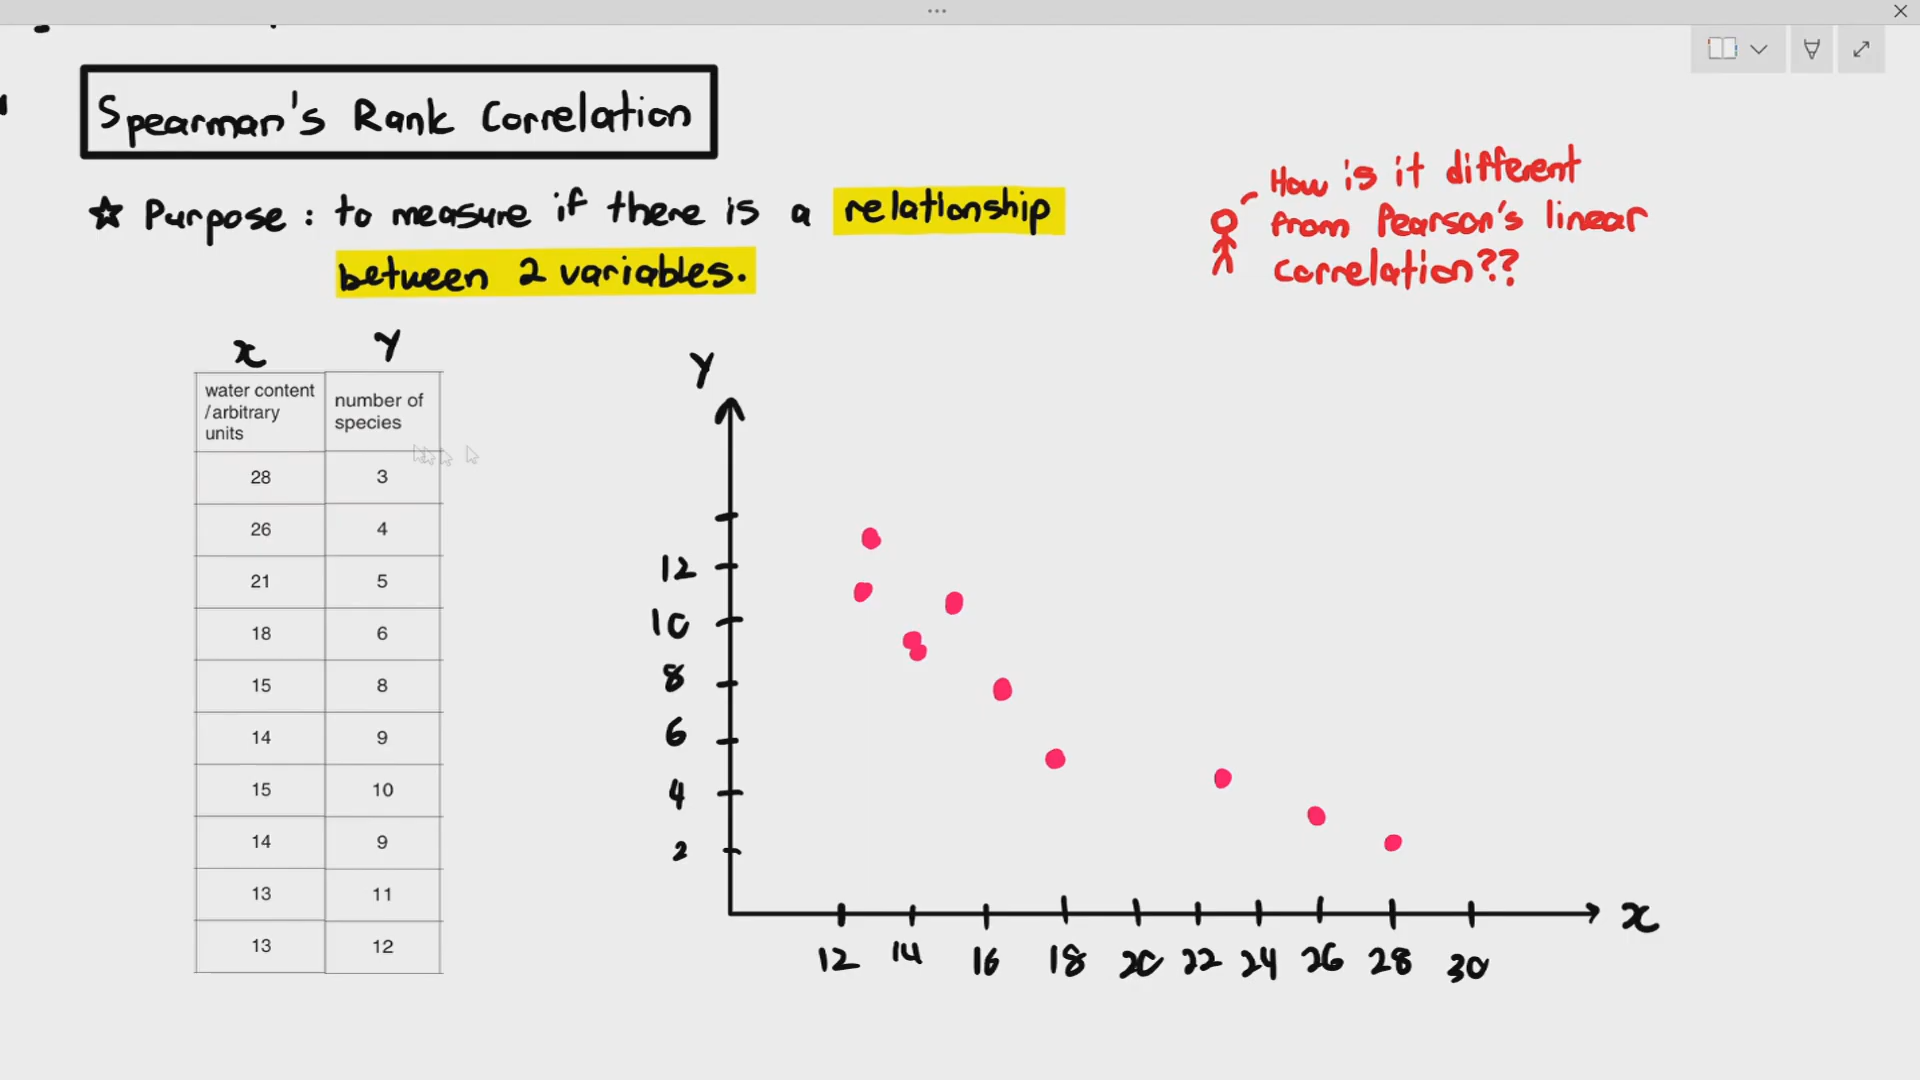 Spearman's Rank Correlation
☆ Purpose : to measure if there is a relationship
between 2 variables.
How is it different
from Pearson's linear
correlation??
x Y
water content
/arbitrary
units
number of
species
28 3
26 4
21 5
18 6
15 8
14 9
15 10
14 9
13 11
13 12
Y
12
10
8
6
4
2
12 14 16 18 20 22 24 26 28 30
x